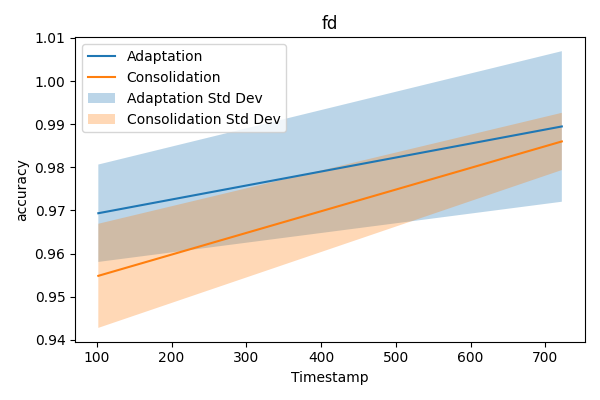 fd
1.01
1.00
0.99
0.98
0.97
0.96
0.95
0.94
accuracy
Adaptation
Consolidation
Adaptation Std Dev
Consolidation Std Dev
100 200 300 400 500 600 700
Timestamp